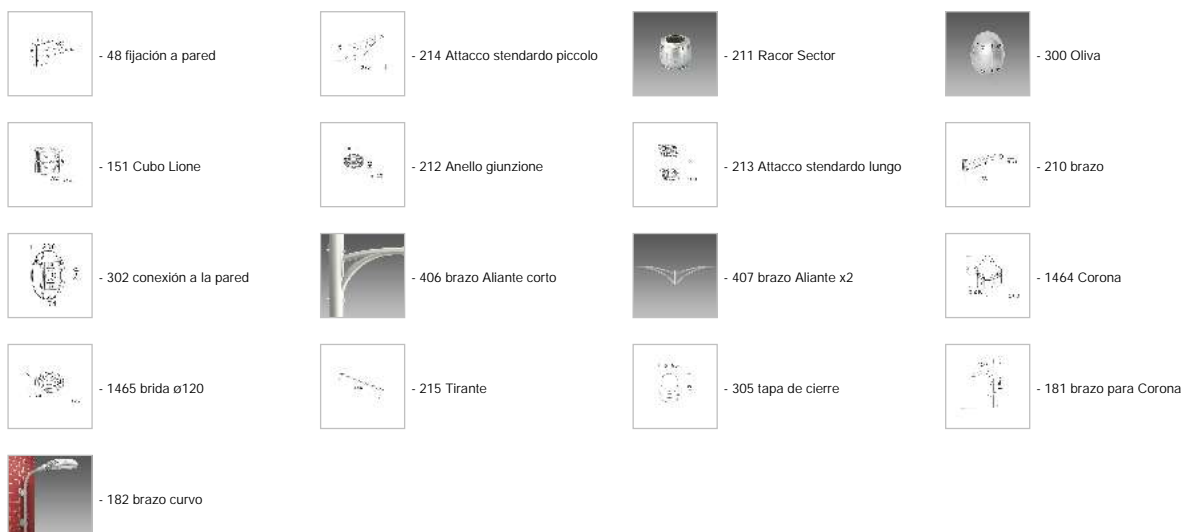 - 48 fijación a pared
- 214 Attacco stendardo piccolo
- 211 Racor Sector
- 300 Oliva
- 151 Cubo Lione
- 212 Anello giunzione
- 213 Attacco stendardo lungo
- 210 brazo
- 302 conexión a la pared
- 406 brazo Aliante corto
- 407 brazo Aliante x2
- 1464 Corona
- 1465 brida ø120
- 215 Tirante
- 305 tapa de cierre
- 181 brazo para Corona
- 182 brazo curvo